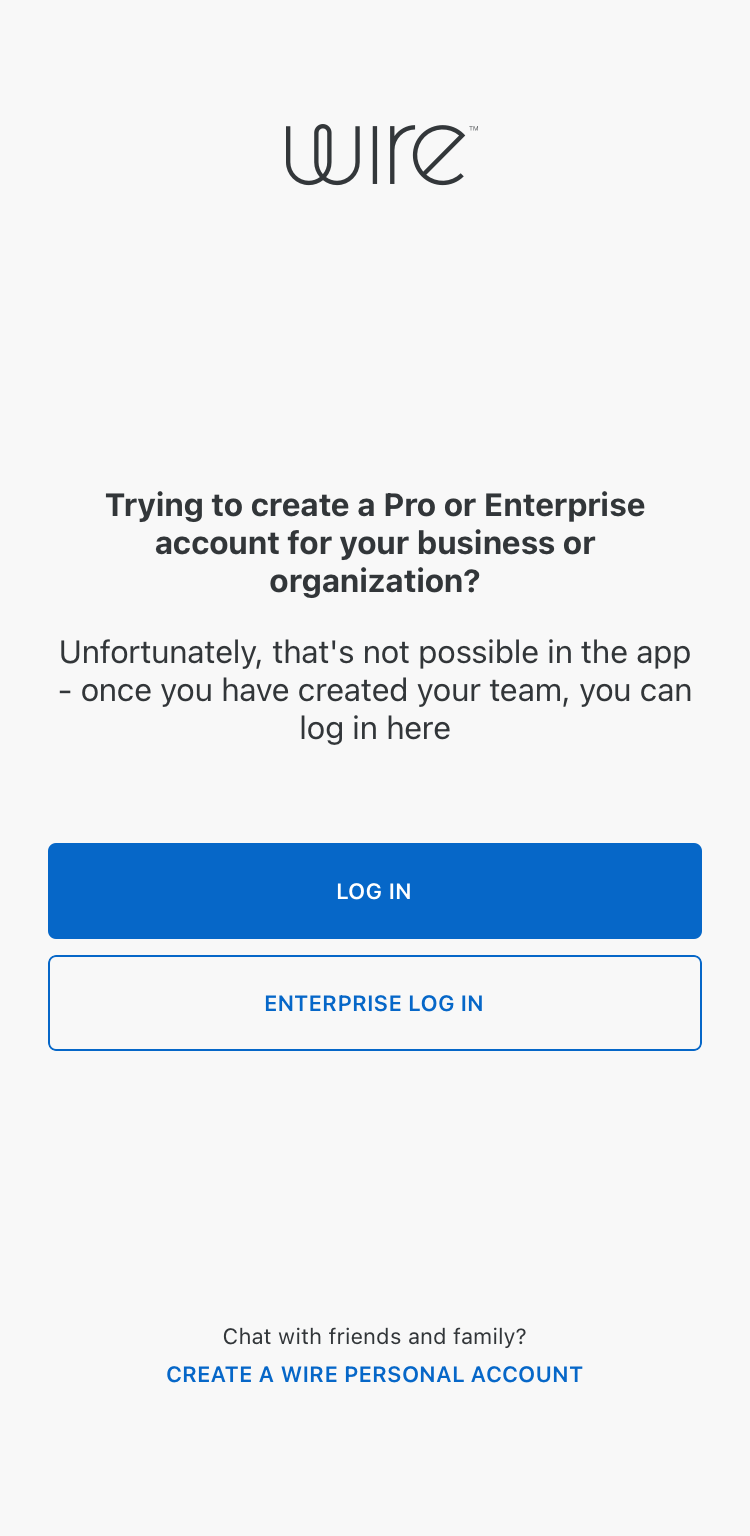 wire™
Trying to create a Pro or Enterprise
account for your business or
organization?
Unfortunately, that's not possible in the app
- once you have created your team, you can
log in here
LOG IN
ENTERPRISE LOG IN
Chat with friends and family?
CREATE A WIRE PERSONAL ACCOUNT